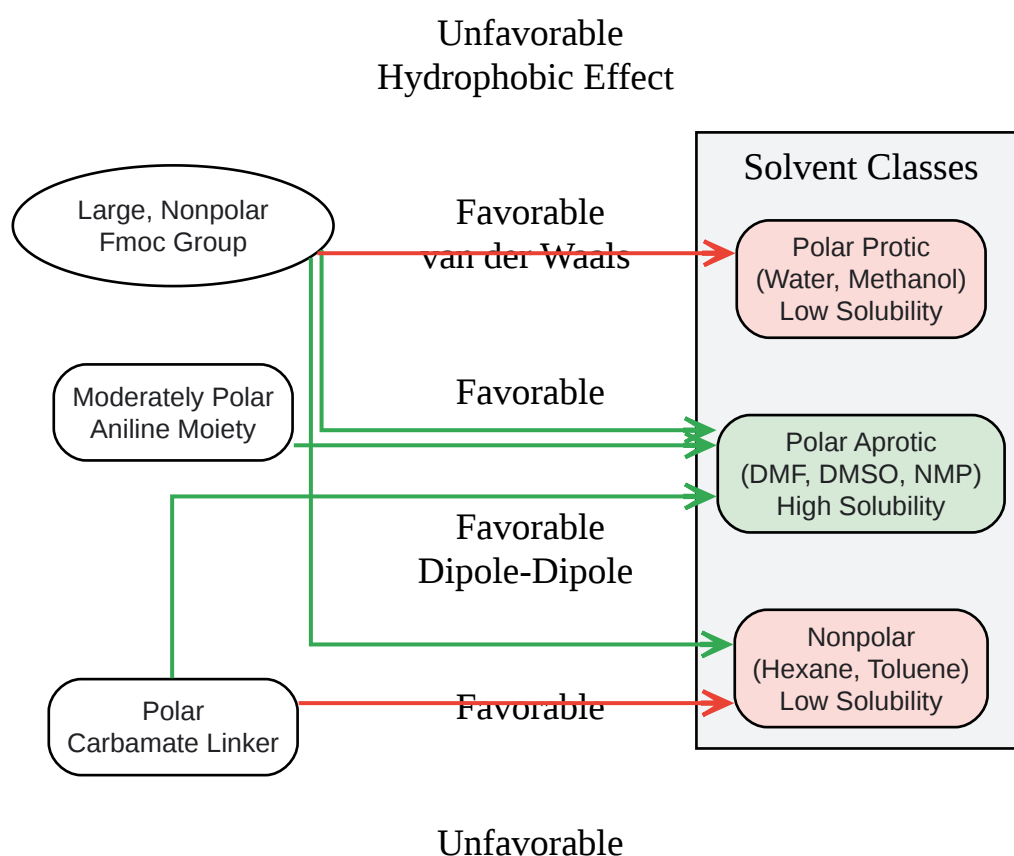 Unfavorable
Hydrophobic Effect
Solvent Classes
Large, Nonpolar
Fmoc Group
Favorable
van der Waals
Polar Protic
(Water, Methanol)
Low Solubility
Moderately Polar
Aniline Moiety
Favorable
Polar Aprotic
(DMF, DMSO, NMP)
High Solubility
Favorable
Dipole-Dipole
Nonpolar
(Hexane, Toluene)
Low Solubility
Polar
Carbamate Linker
Favorable
Unfavorable